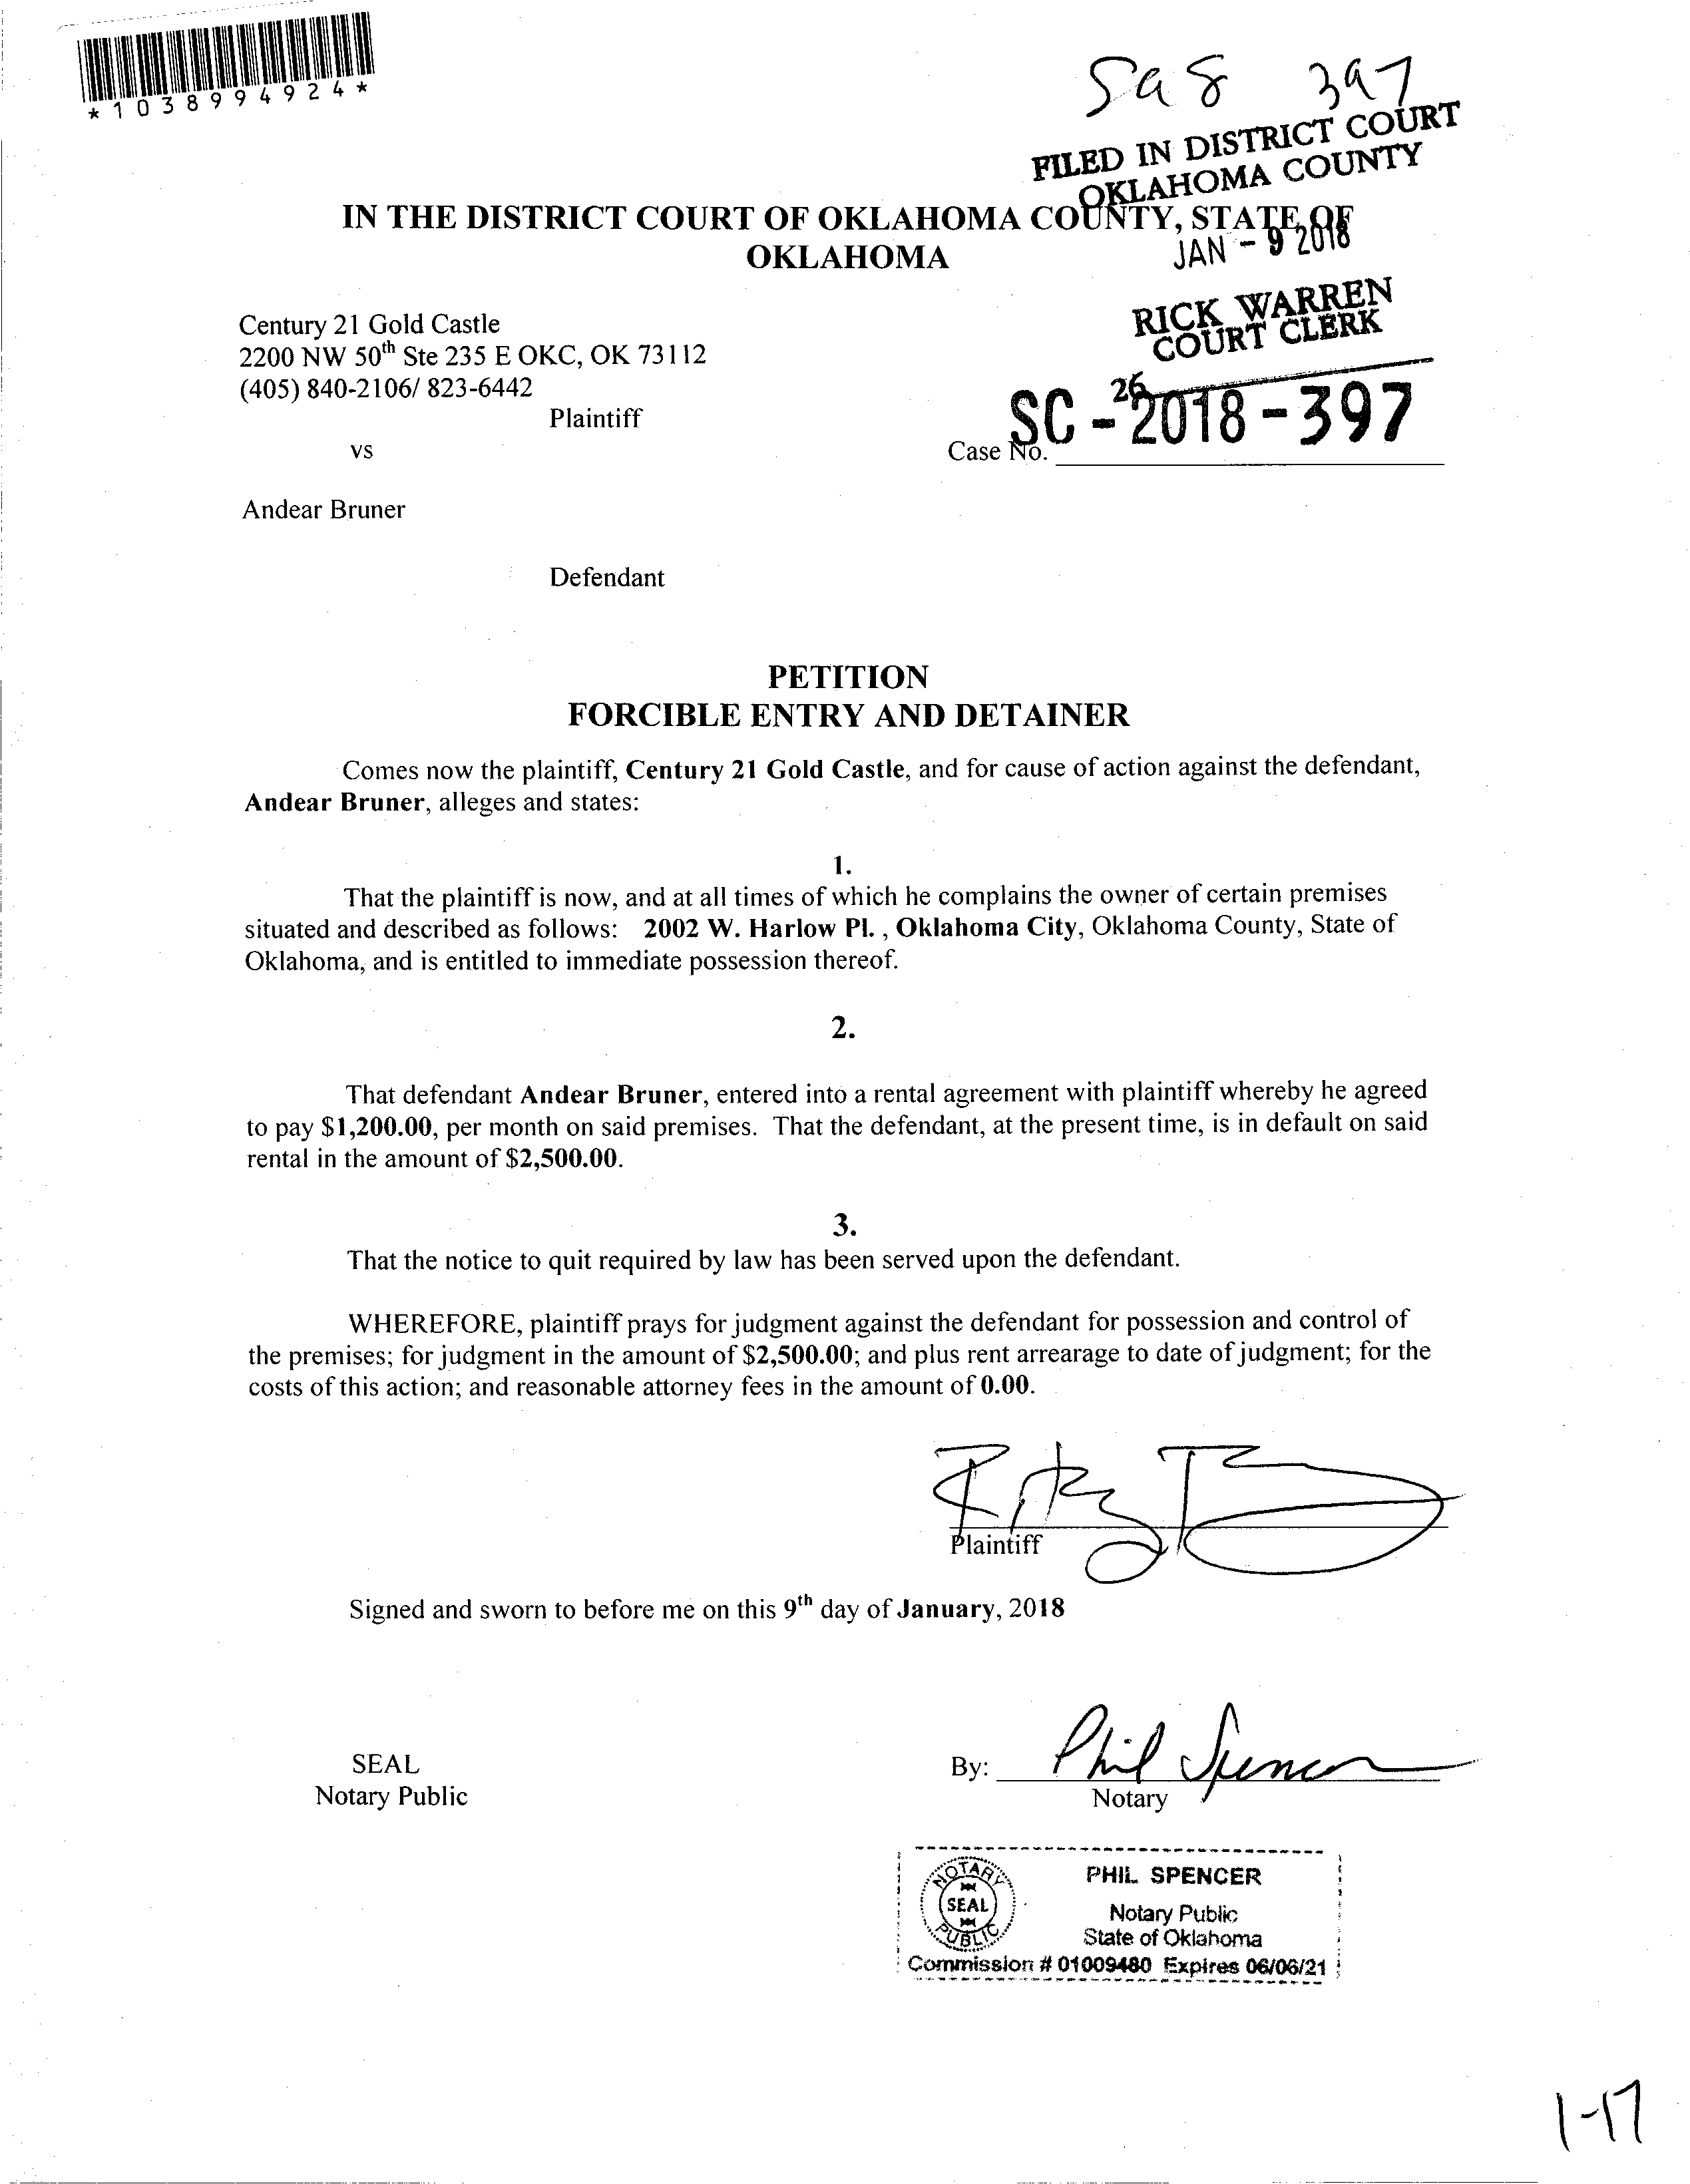 *1038994924*
Sa8 397
FILED IN DISTRICT COURT
OKLAHOMA COUNTY
IN THE DISTRICT COURT OF OKLAHOMA COUNTY, STATE OF
OKLAHOMA
JAN - 9 2018
RICK WARREN
COURT CLERK
Century 21 Gold Castle
2200 NW 50th Ste 235 E OKC, OK 73112
(405) 840-2106/ 823-6442
Plaintiff
26
SC - 2018 - 397
vs
Case No.
Andear Bruner
Defendant
PETITION
FORCIBLE ENTRY AND DETAINER
Comes now the plaintiff, Century 21 Gold Castle, and for cause of action against the defendant,
Andear Bruner, alleges and states:
1.
That the plaintiff is now, and at all times of which he complains the owner of certain premises
situated and described as follows: 2002 W. Harlow Pl. , Oklahoma City, Oklahoma County, State of
Oklahoma, and is entitled to immediate possession thereof.
2.
That defendant Andear Bruner, entered into a rental agreement with plaintiff whereby he agreed
to pay $1,200.00, per month on said premises. That the defendant, at the present time, is in default on said
rental in the amount of $2,500.00.
3.
That the notice to quit required by law has been served upon the defendant.
WHEREFORE, plaintiff prays for judgment against the defendant for possession and control of
the premises; for judgment in the amount of $2,500.00; and plus rent arrearage to date of judgment; for the
costs of this action; and reasonable attorney fees in the amount of 0.00.
Plaintiff
Signed and sworn to before me on this 9th day of January, 2018
SEAL
Notary Public
By: Phil Spencer
Notary
NOTARY
SEAL
PUBLIC
PHIL SPENCER
Notary Public
State of Oklahoma
Commission # 01009480 Expires 06/06/21
1-17